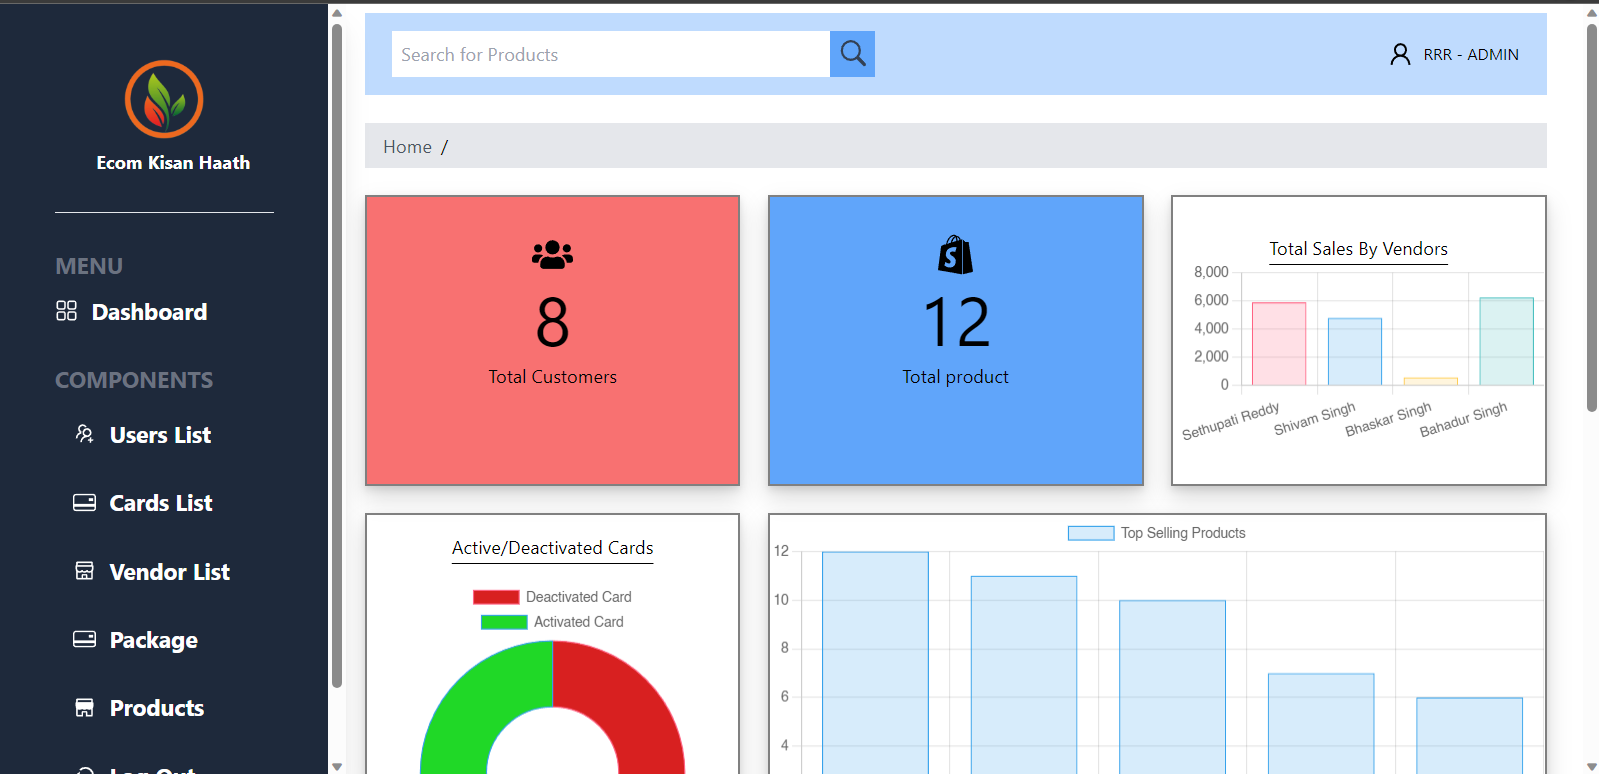 Ecom Kisan Haath
MENU
Dashboard
COMPONENTS
Users List
Cards List
Vendor List
Package
Products
Log Out
Search for Products
RRR - ADMIN
Home /
8
Total Customers
12
Total product
Total Sales By Vendors
8,000
6,000
4,000
2,000
0
Sethupati Reddy
Shivam Singh
Bhaskar Singh
Bahadur Singh
Active/Deactivated Cards
Deactivated Card
Activated Card
Top Selling Products
12
10
8
6
4